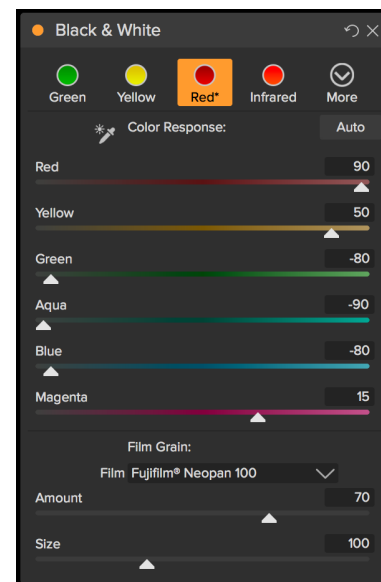 Black & White
Green Yellow Red* Infrared More
Color Response: Auto
Red 90
Yellow 50
Green -80
Aqua -90
Blue -80
Magenta 15
Film Grain:
Film Fujifilm® Neopan 100
Amount 70
Size 100